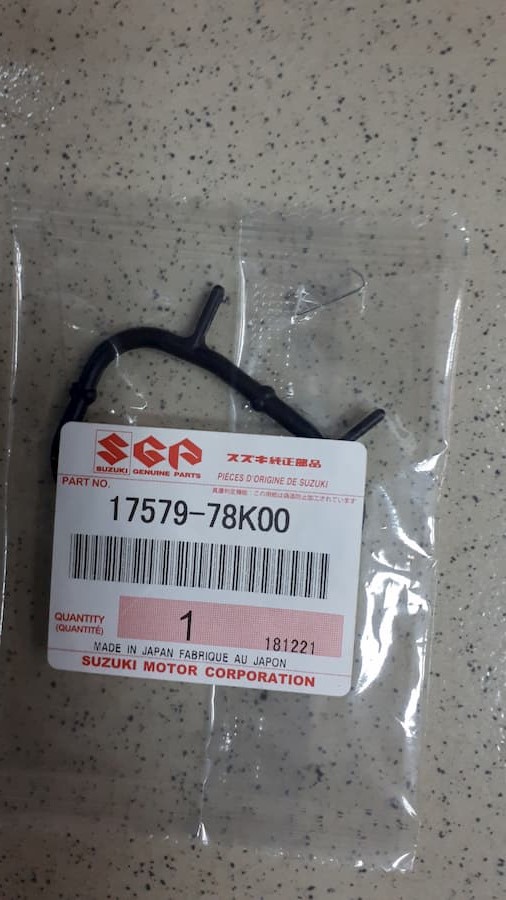 SGP
SUZUKI GENUINE PARTS
スズキ純正部品
PIÈCES D'ORIGINE DE SUZUKI
PART NO.
17579-78K00
QUANTITY
(QUANTITÉ)
1
181221
MADE IN JAPAN FABRIQUE AU JAPON
SUZUKI MOTOR CORPORATION